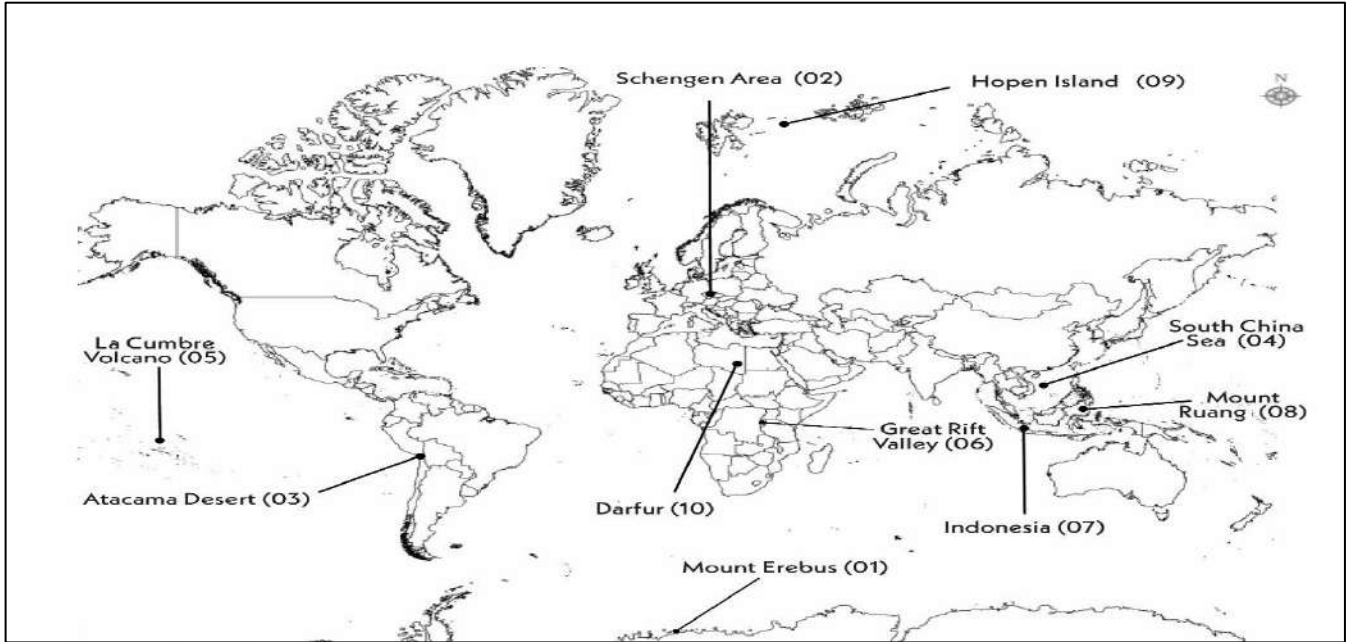 Schengen Area (02)
Hopen Island (09)
N
La Cumbre
Volcano (05)
South China
Sea (04)
Mount
Ruang (08)
Great Rift
Valley (06)
Atacama Desert (03)
Darfur (10)
Indonesia (07)
Mount Erebus (01)